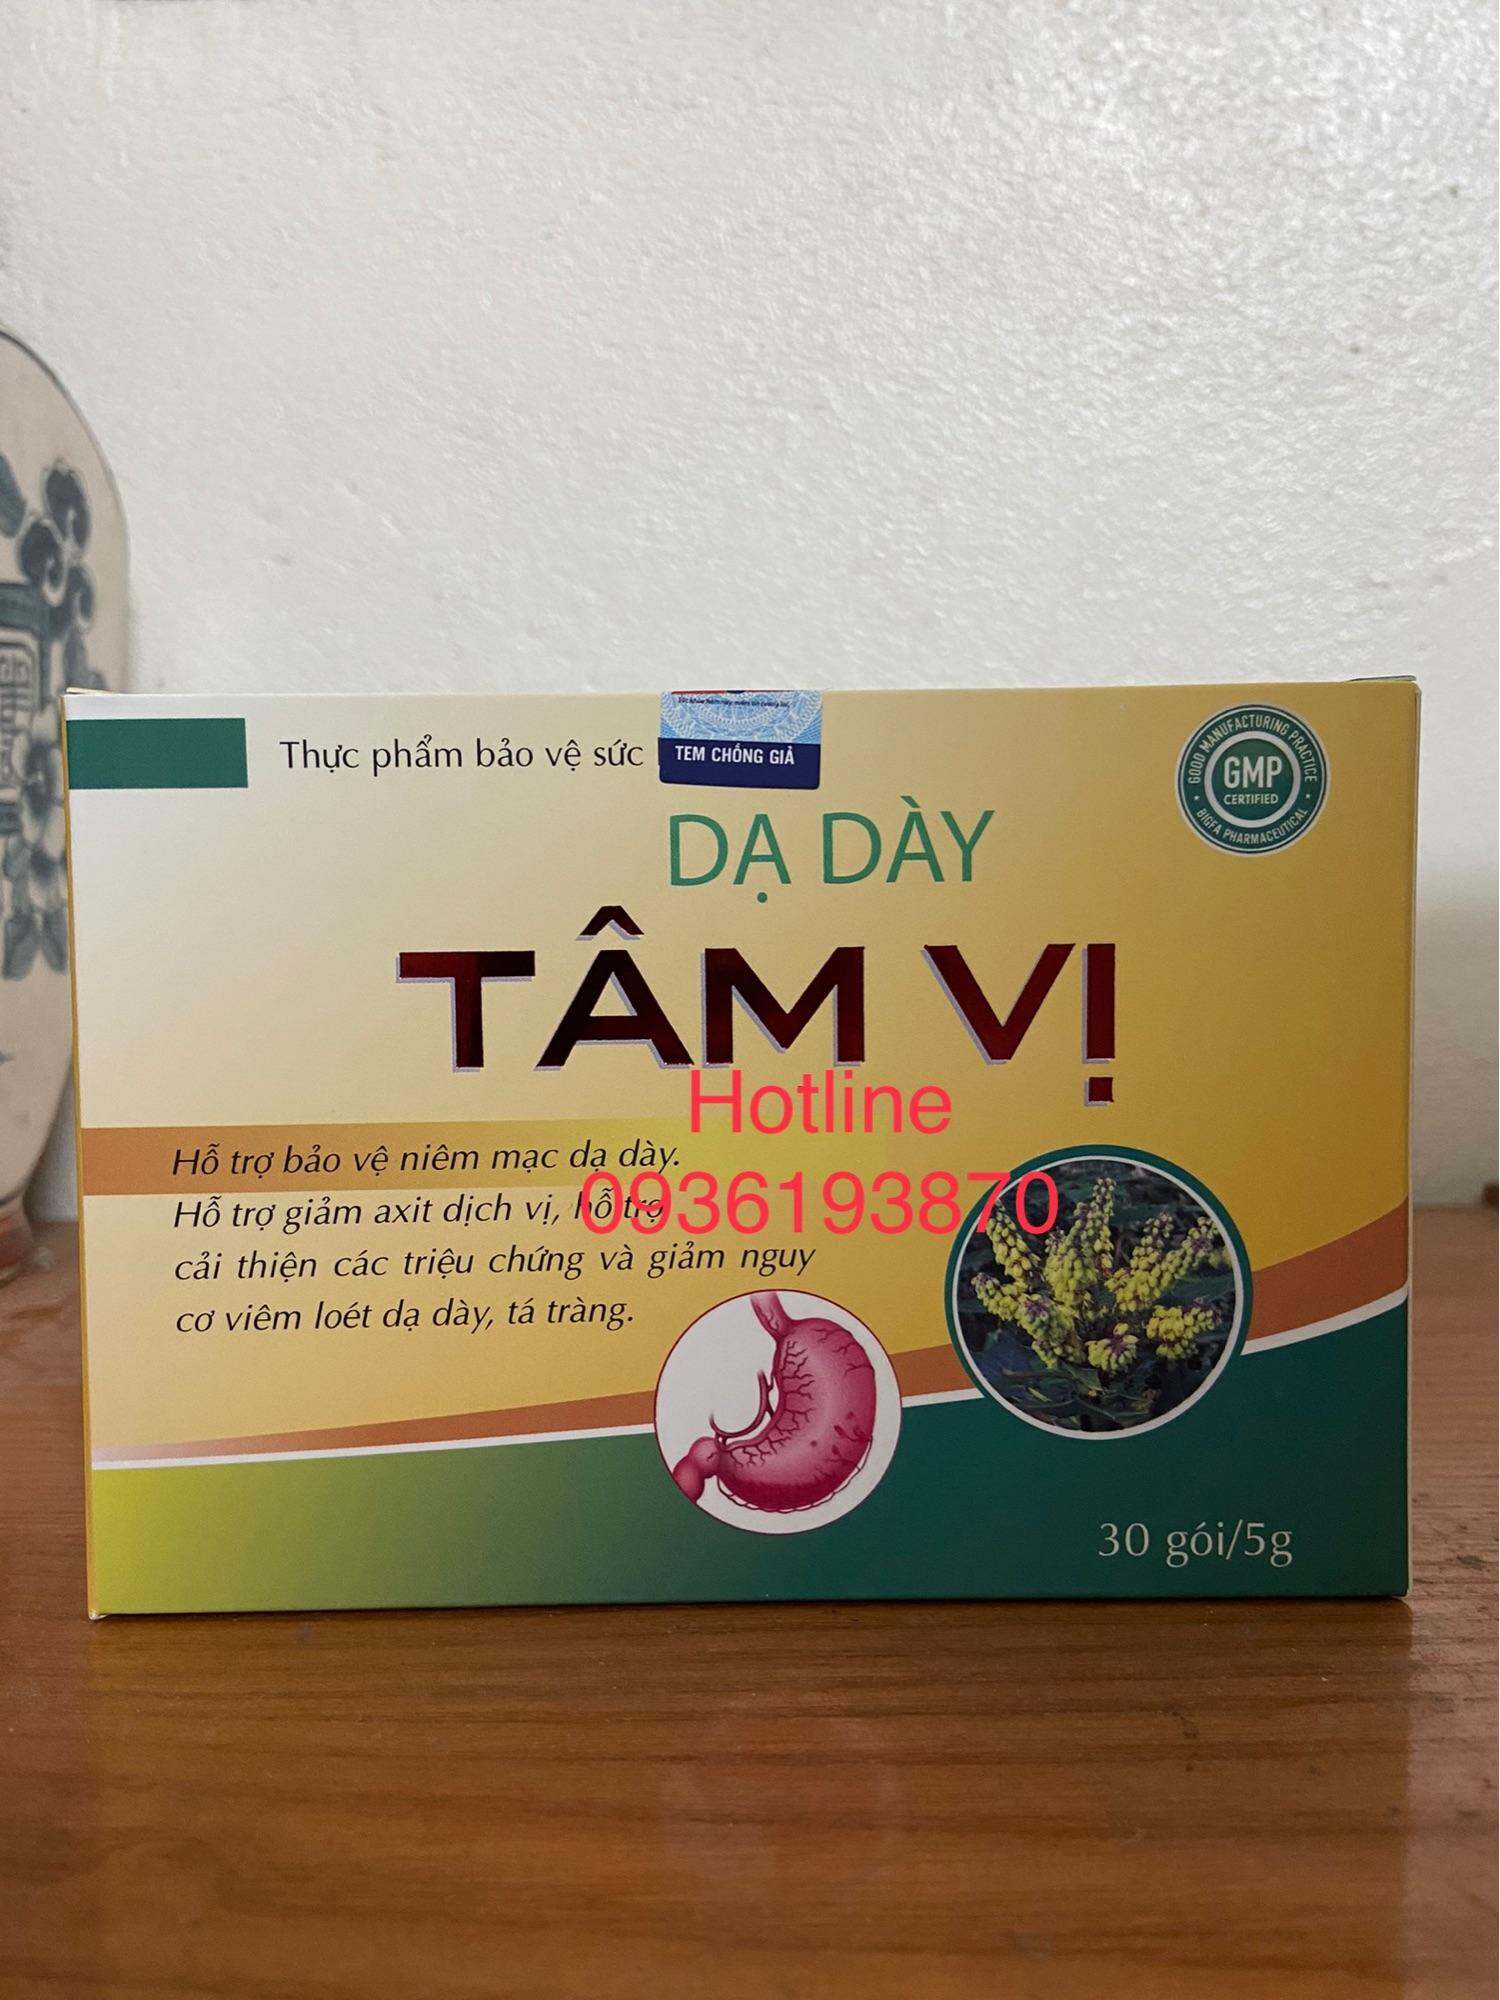 Thực phẩm bảo vệ sức
TEM CHỐNG GIẢ
GOOD MANUFACTURING PRACTICE
GMP
CERTIFIED
BIGFA PHARMACEUTICAL
DẠ DÀY
TÂM VỊ
Hotline
0936193870
Hỗ trợ bảo vệ niêm mạc dạ dày.
Hỗ trợ giảm axit dịch vị, hỗ trợ
cải thiện các triệu chứng và giảm nguy
cơ viêm loét dạ dày, tá tràng.
30 gói/5g